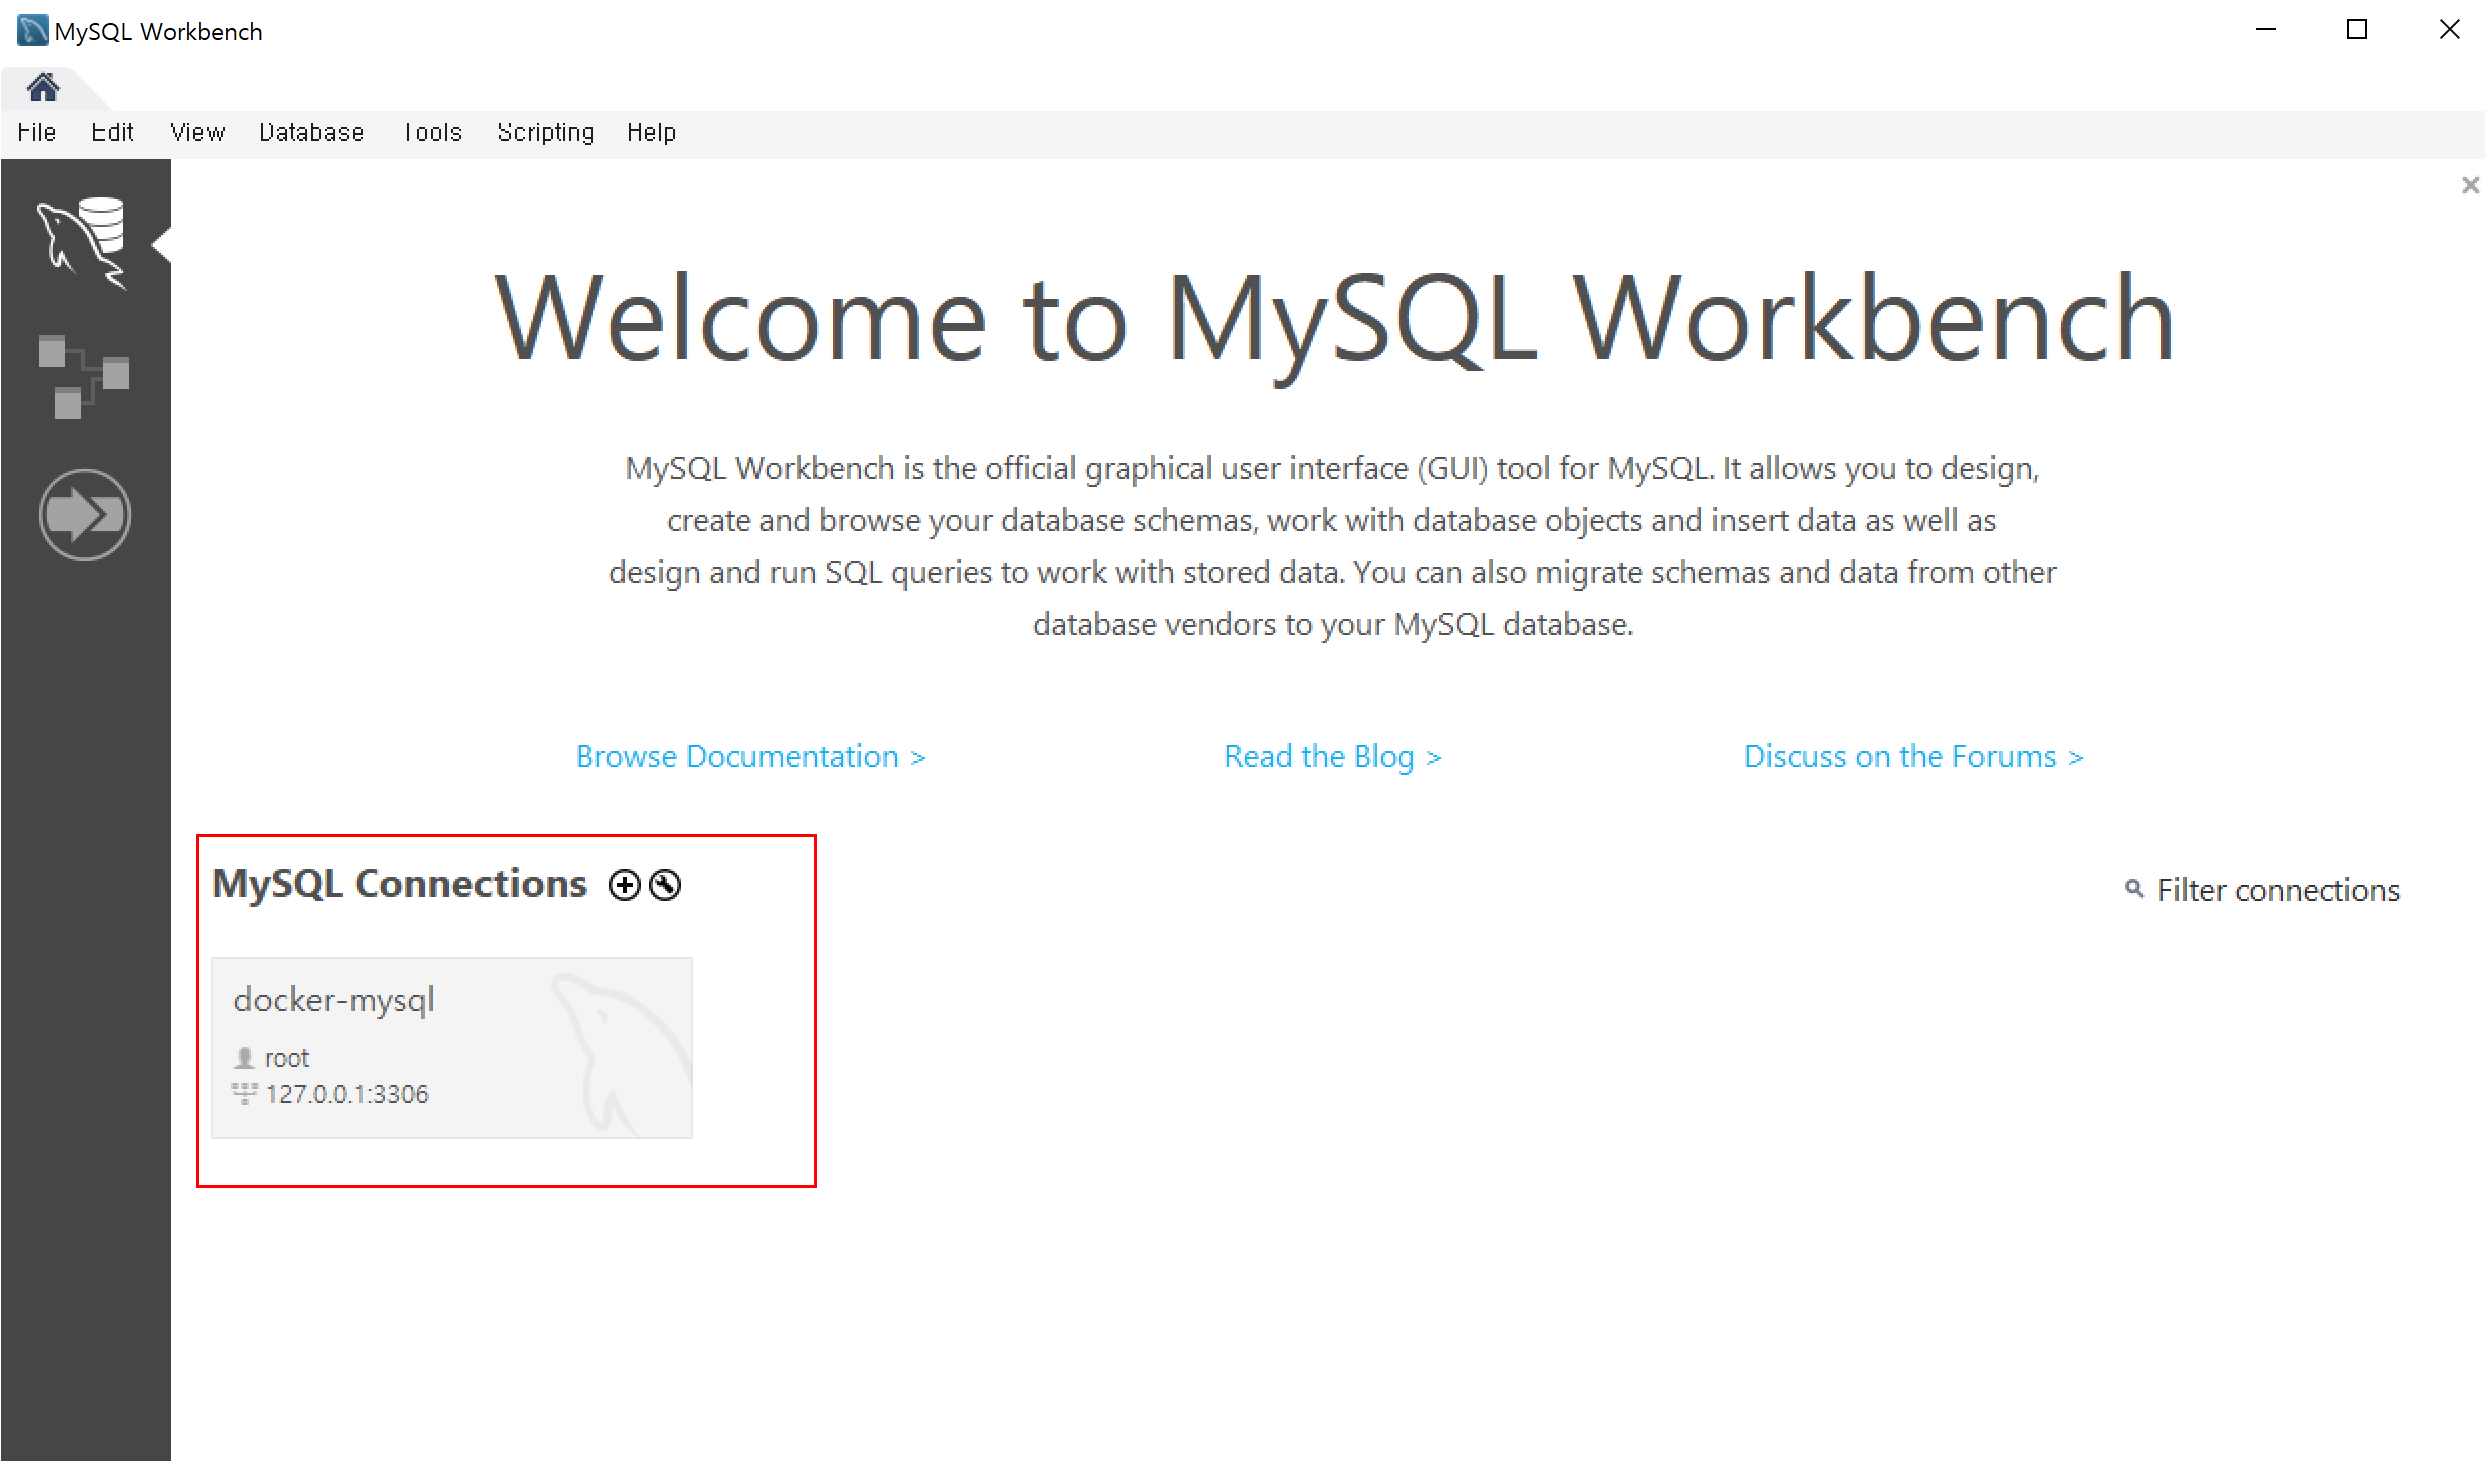 MySQL Workbench
File Edit View Database Tools Scripting Help
Welcome to MySQL Workbench
MySQL Workbench is the official graphical user interface (GUI) tool for MySQL. It allows you to design,
create and browse your database schemas, work with database objects and insert data as well as
design and run SQL queries to work with stored data. You can also migrate schemas and data from other
database vendors to your MySQL database.
Browse Documentation >
Read the Blog >
Discuss on the Forums >
MySQL Connections
Filter connections
docker-mysql
root
127.0.0.1:3306